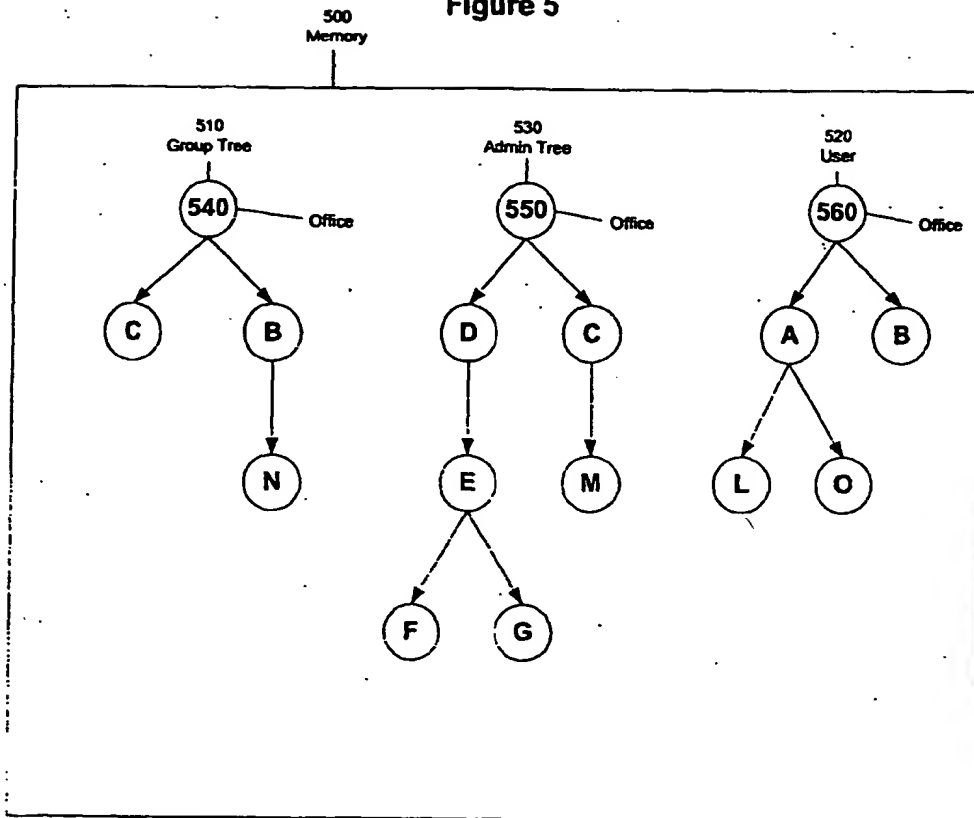 Figure 5
500
Memory
510
Group Tree
530
Admin Tree
520
User
540
Office
550
Office
560
Office
C
B
D
C
A
B
N
E
M
L
O
F
G